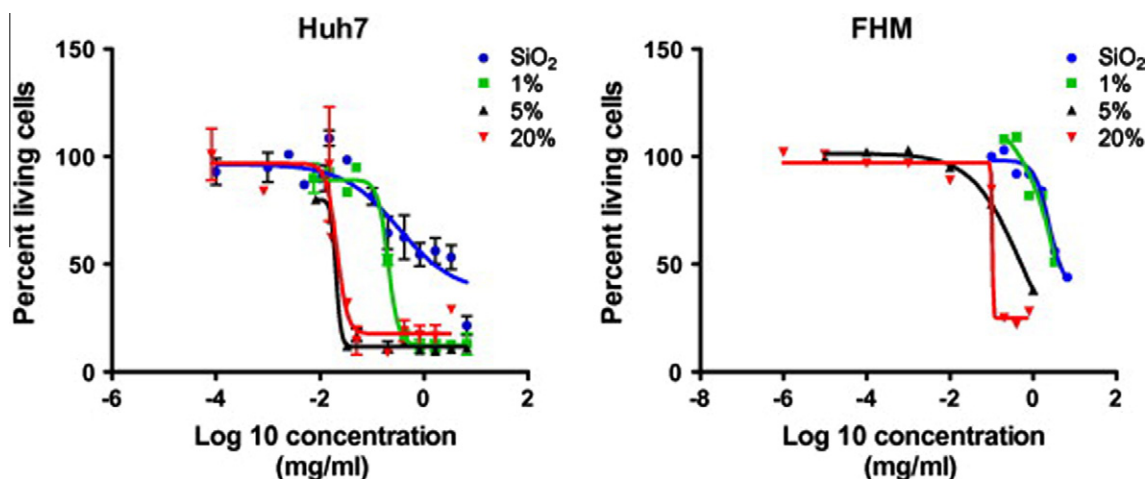 Huh7
150
100
50
0
Percent living cells
-6 -4 -2 0 2
Log 10 concentration
(mg/ml)
SiO₂
1%
5%
20%
FHM
150
100
50
0
Percent living cells
-8 -6 -4 -2 0 2
Log 10 concentration
(mg/ml)
SiO₂
1%
5%
20%